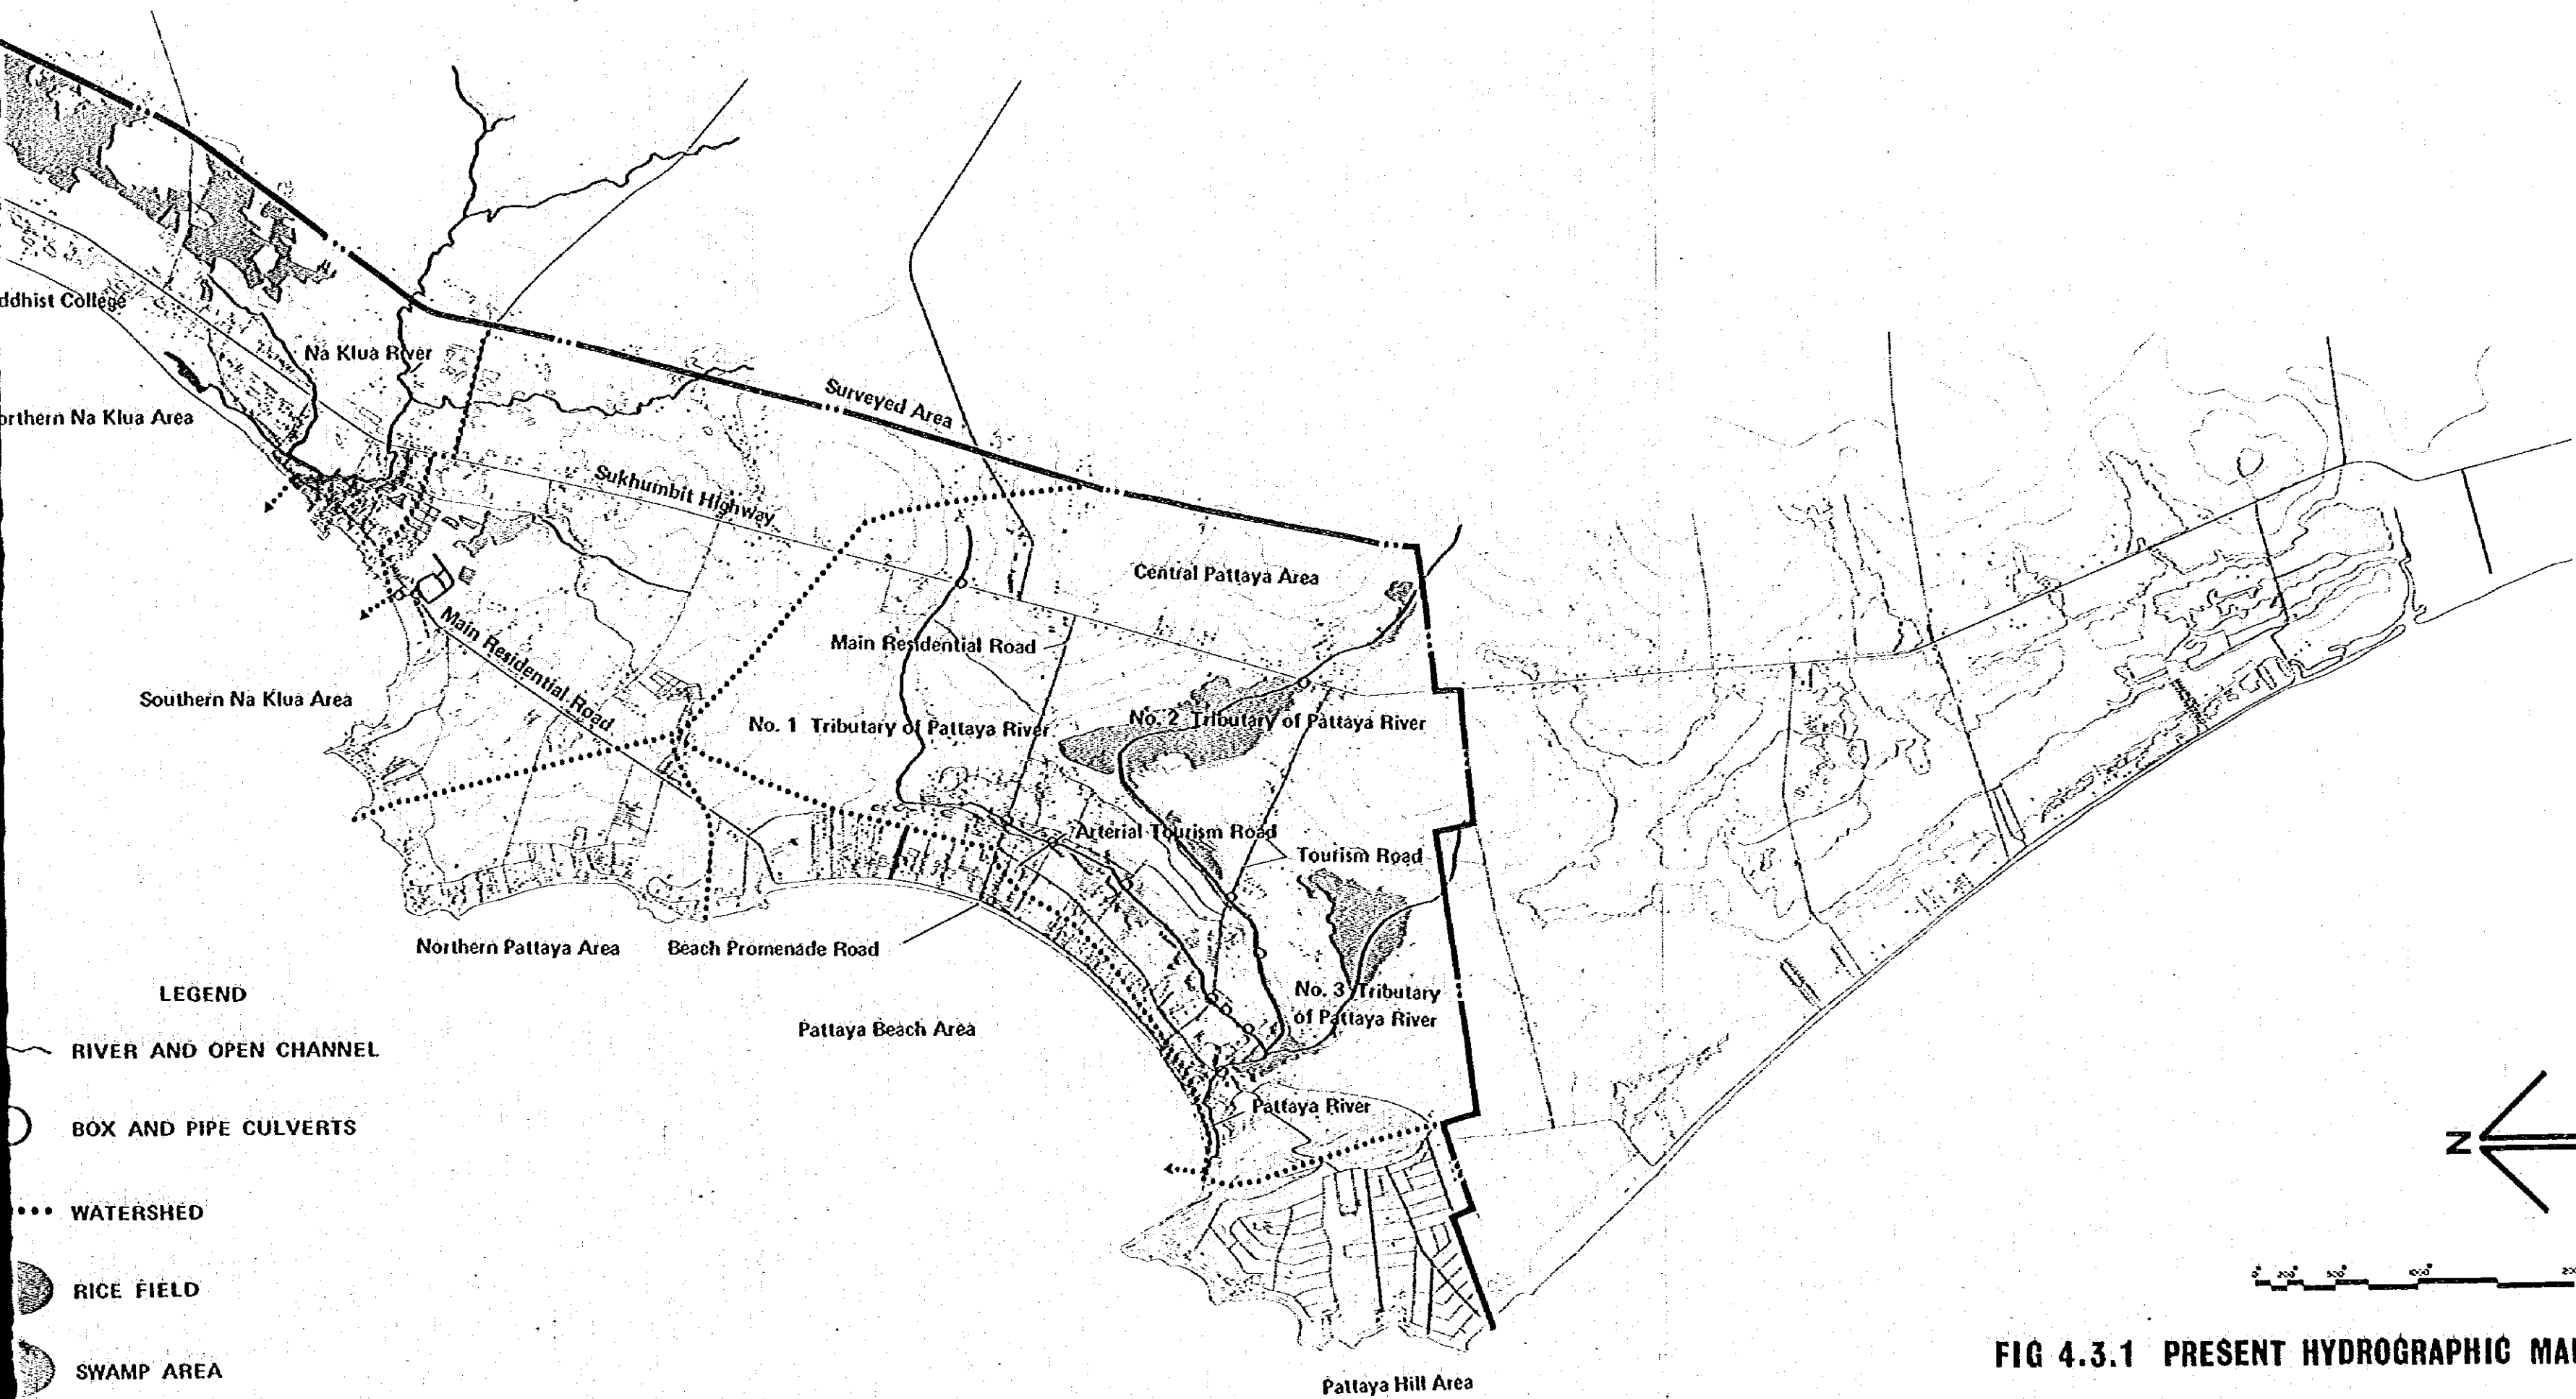 ddhist College
Na Klua River
orthern Na Klua Area
Surveyed Area
Sukhumbit Highway
Central Pattaya Area
Main Residential Road
Main Residential Road
Southern Na Klua Area
No. 1 Tributary of Pattaya River
No. 2 Tributary of Pattaya River
Arterial Tourism Road
Tourism Road
Northern Pattaya Area
Beach Promenade Road
No. 3 Tributary
of Pattaya River
Pattaya Beach Area
Pattaya River
Pattaya Hill Area
LEGEND
RIVER AND OPEN CHANNEL
BOX AND PIPE CULVERTS
WATERSHED
RICE FIELD
SWAMP AREA
N
FIG 4.3.1 PRESENT HYDROGRAPHIC MA